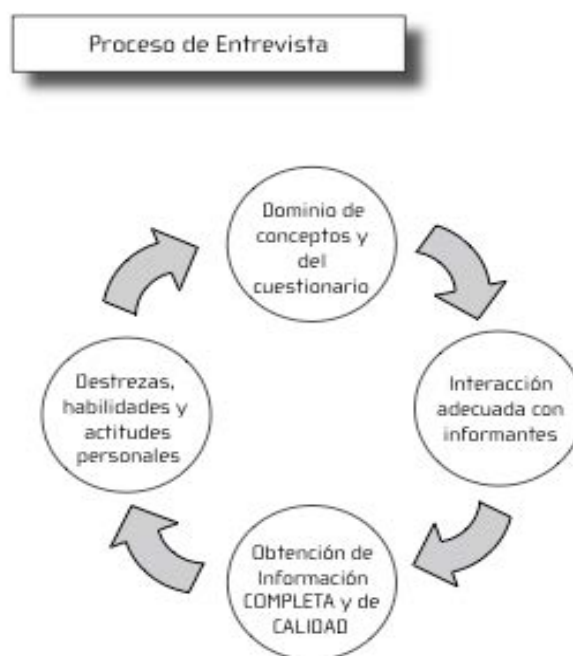 Proceso de Entrevista
Dominio de
conceptos y
del
cuestionario
Interacción
adecuada con
informantes
Obtención de
Información
COMPLETA y de
CALIDAD
Destrezas,
habilidades y
actitudes
personales